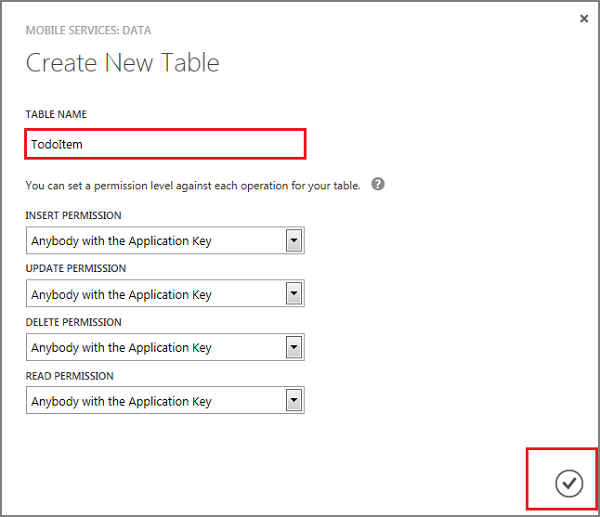 MOBILE SERVICES: DATA
Create New Table
TABLE NAME
TodoItem
You can set a permission level against each operation for your table. ?
INSERT PERMISSION
Anybody with the Application Key
UPDATE PERMISSION
Anybody with the Application Key
DELETE PERMISSION
Anybody with the Application Key
READ PERMISSION
Anybody with the Application Key